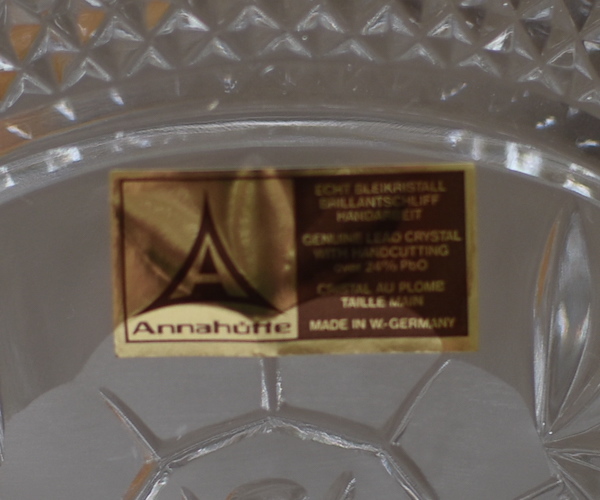 A
Annahütte
ECHT BLEIKRISTALL
BRILLANTSCHLIFF
HANDARBEIT
GENUINE LEAD CRYSTAL
WITH HANDCUTTING
over 24% PbO
CRISTAL AU PLOMB
TAILLÉ MAIN
MADE IN W-GERMANY